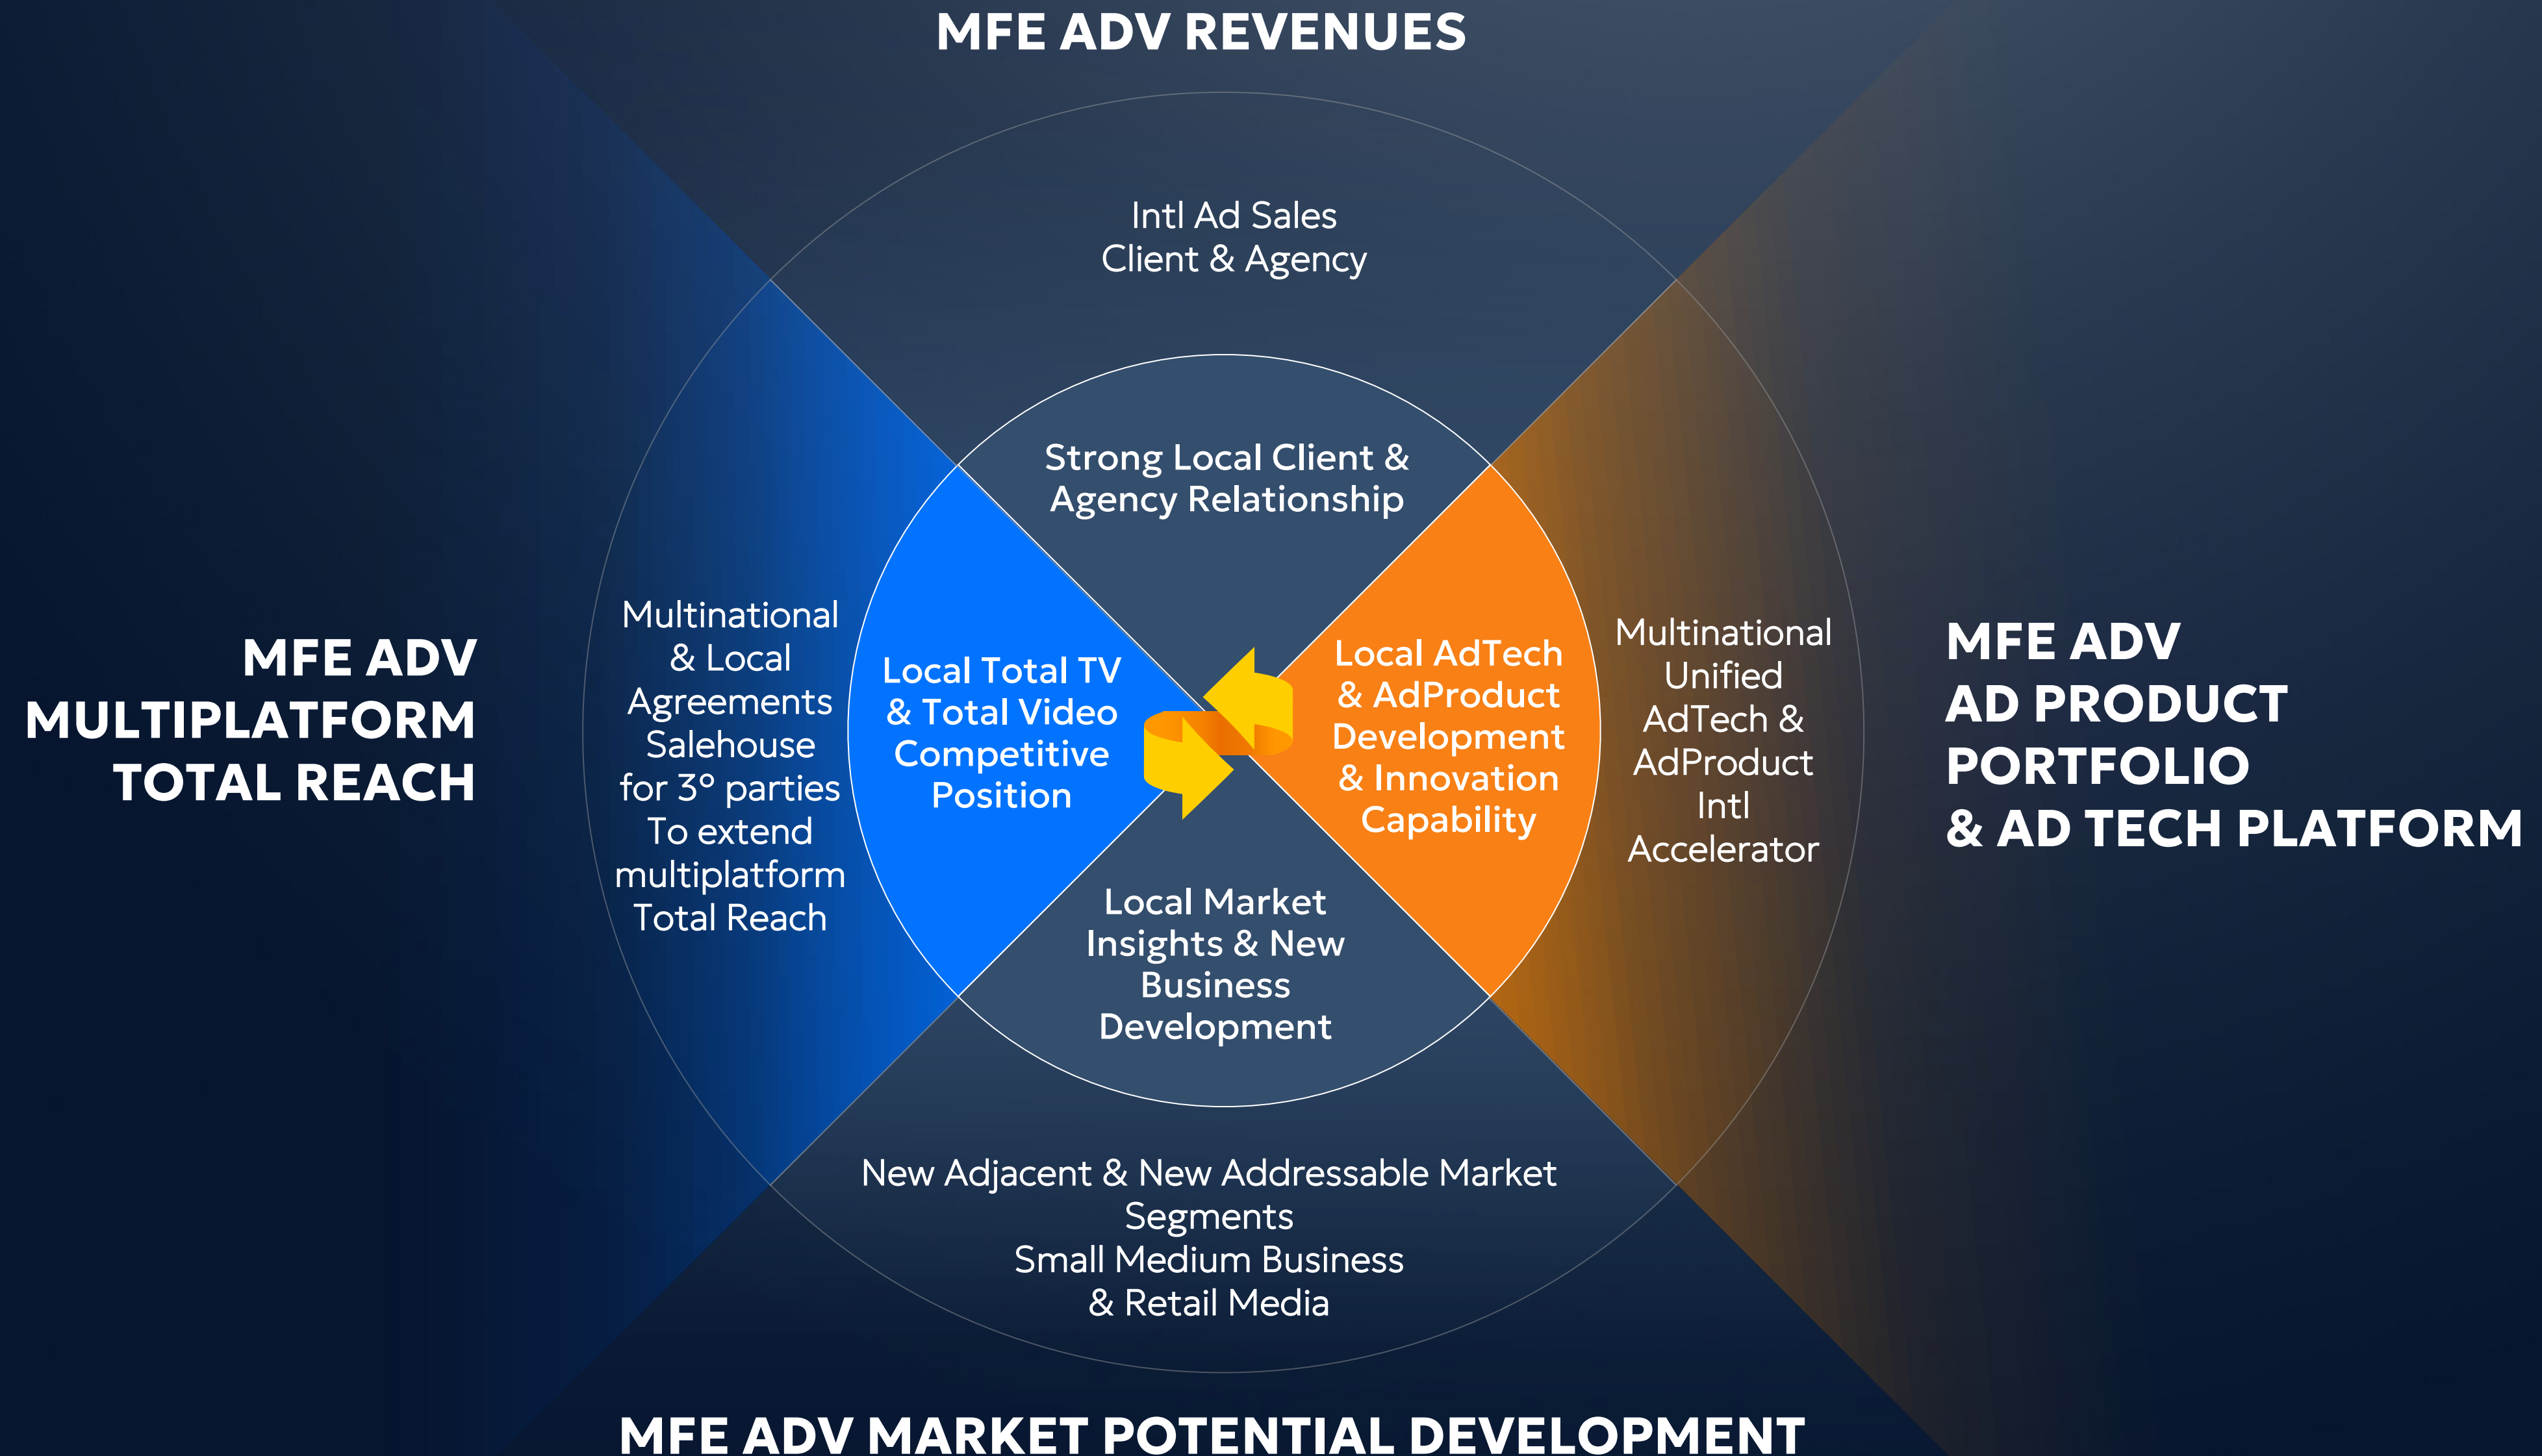 MFE ADV REVENUES
Intl Ad Sales
Client & Agency
Strong Local Client &
Agency Relationship
MFE ADV
MULTIPLATFORM
TOTAL REACH
Multinational
& Local
Agreements
Salehouse
for 3° parties
To extend
multiplatform
Total Reach
Local Total TV
& Total Video
Competitive
Position
Local AdTech
& AdProduct
Development
& Innovation
Capability
Multinational
Unified
AdTech &
AdProduct
Intl
Accelerator
MFE ADV
AD PRODUCT
PORTFOLIO
& AD TECH PLATFORM
Local Market
Insights & New
Business
Development
New Adjacent & New Addressable Market
Segments
Small Medium Business
& Retail Media
MFE ADV MARKET POTENTIAL DEVELOPMENT